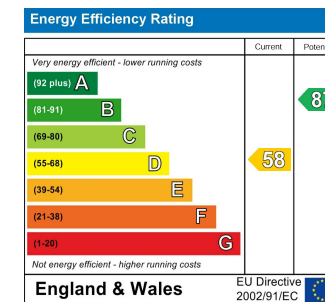 Energy Efficiency Rating
Current
Very energy efficient - lower running costs
(92 plus) A
(81-91) B
(69-80) C
(55-68) D
58
(39-54) E
(21-38) F
(1-20) G
Not energy efficient - higher running costs
England & Wales
EU Directive
2002/91/EC